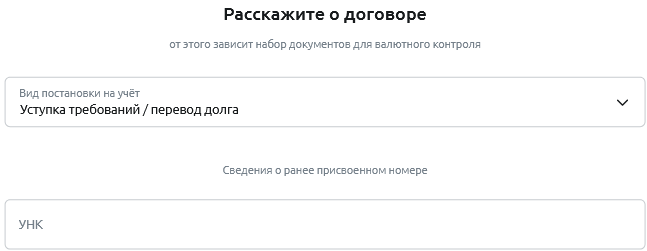 Расскажите о договоре
от этого зависит набор документов для валютного контроля
Вид постановки на учёт
Уступка требований / перевод долга
Сведения о ранее присвоенном номере
УНК